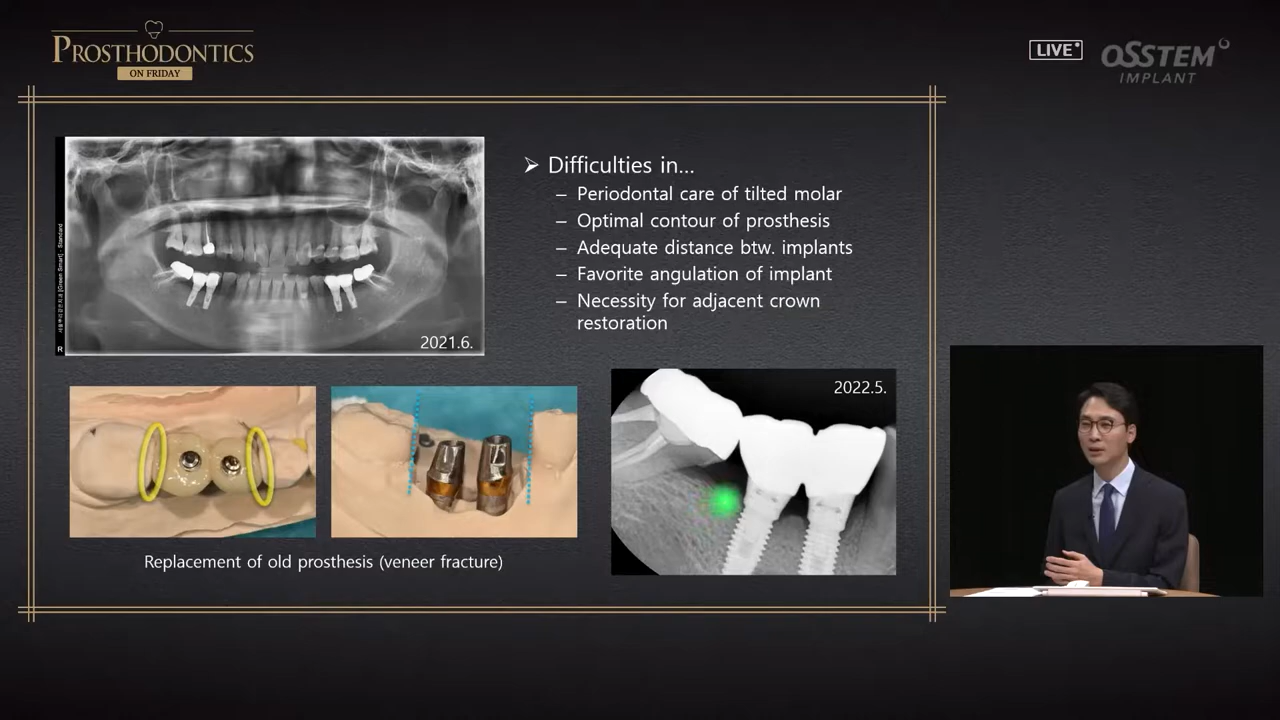 PROSTHODONTICS
ON FRIDAY
LIVE
OSSTEM
IMPLANT
➢ Difficulties in...
– Periodontal care of tilted molar
– Optimal contour of prosthesis
– Adequate distance btw. implants
– Favorite angulation of implant
– Necessity for adjacent crown
restoration
R
2021.6.
2022.5.
Replacement of old prosthesis (veneer fracture)